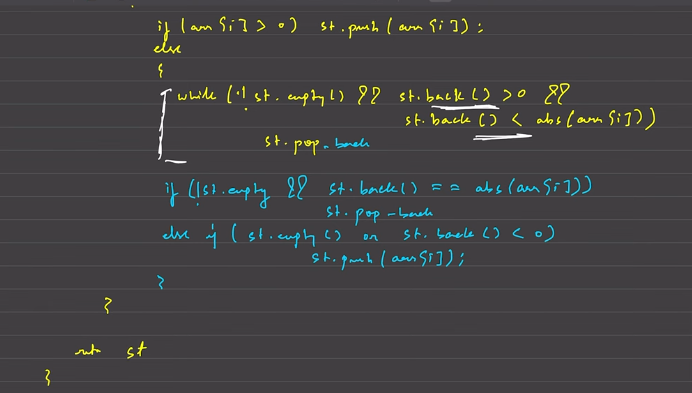 if (arr[i] > 0) st.push(arr[i]);
else
{
while (! st.empty() && st.back() > 0 &&
st.back() < abs(arr[i]))
st.pop_back
if (!st.empty && st.back() == abs(arr[i]))
st.pop_back
else if (st.empty() or st.back() < 0)
st.push(arr[i]);
}
}
st
}